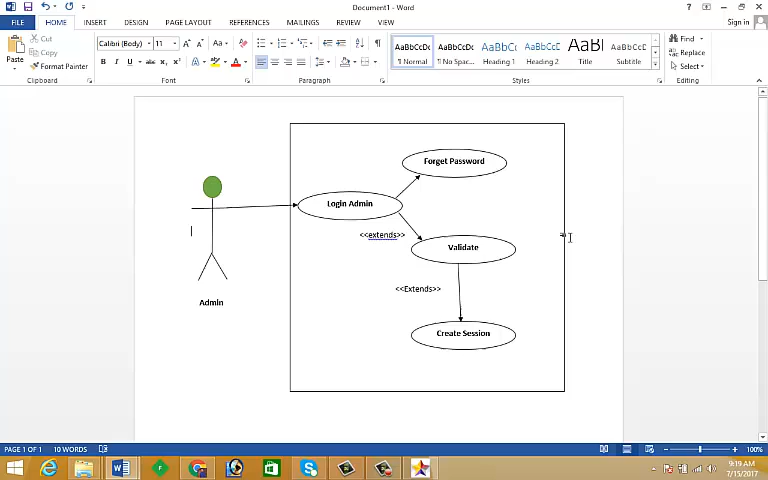 Document1 - Word
Sign in
FILE HOME INSERT DESIGN PAGE LAYOUT REFERENCES MAILINGS REVIEW VIEW
Cut
Copy
Format Painter
Paste
Clipboard
Calibri (Body) 11
Font
Paragraph
AaBbCcDc AaBbCcDc AaBbCc AaBbCcD AaBl AaBbCcD
¶ Normal ¶ No Spac... Heading 1 Heading 2 Title Subtitle
Styles
Find
Replace
Select
Editing
Forget Password
Login Admin
<<extends>>
Validate
<<Extends>>
Admin
Create Session
PAGE 1 OF 1 10 WORDS
100%
9:19 AM
7/15/2017